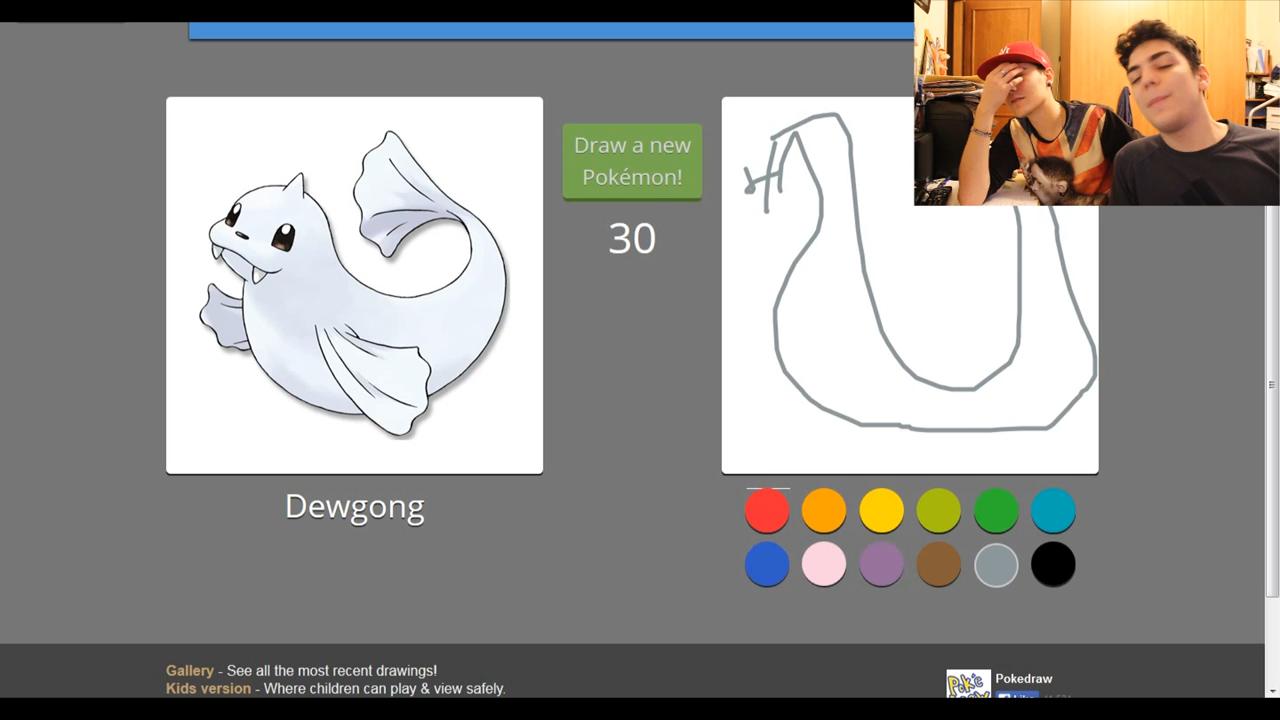 Draw a new
Pokémon!
30
Dewgong
Gallery - See all the most recent drawings!
Kids version - Where children can play & view safely.
Pokedraw
Like